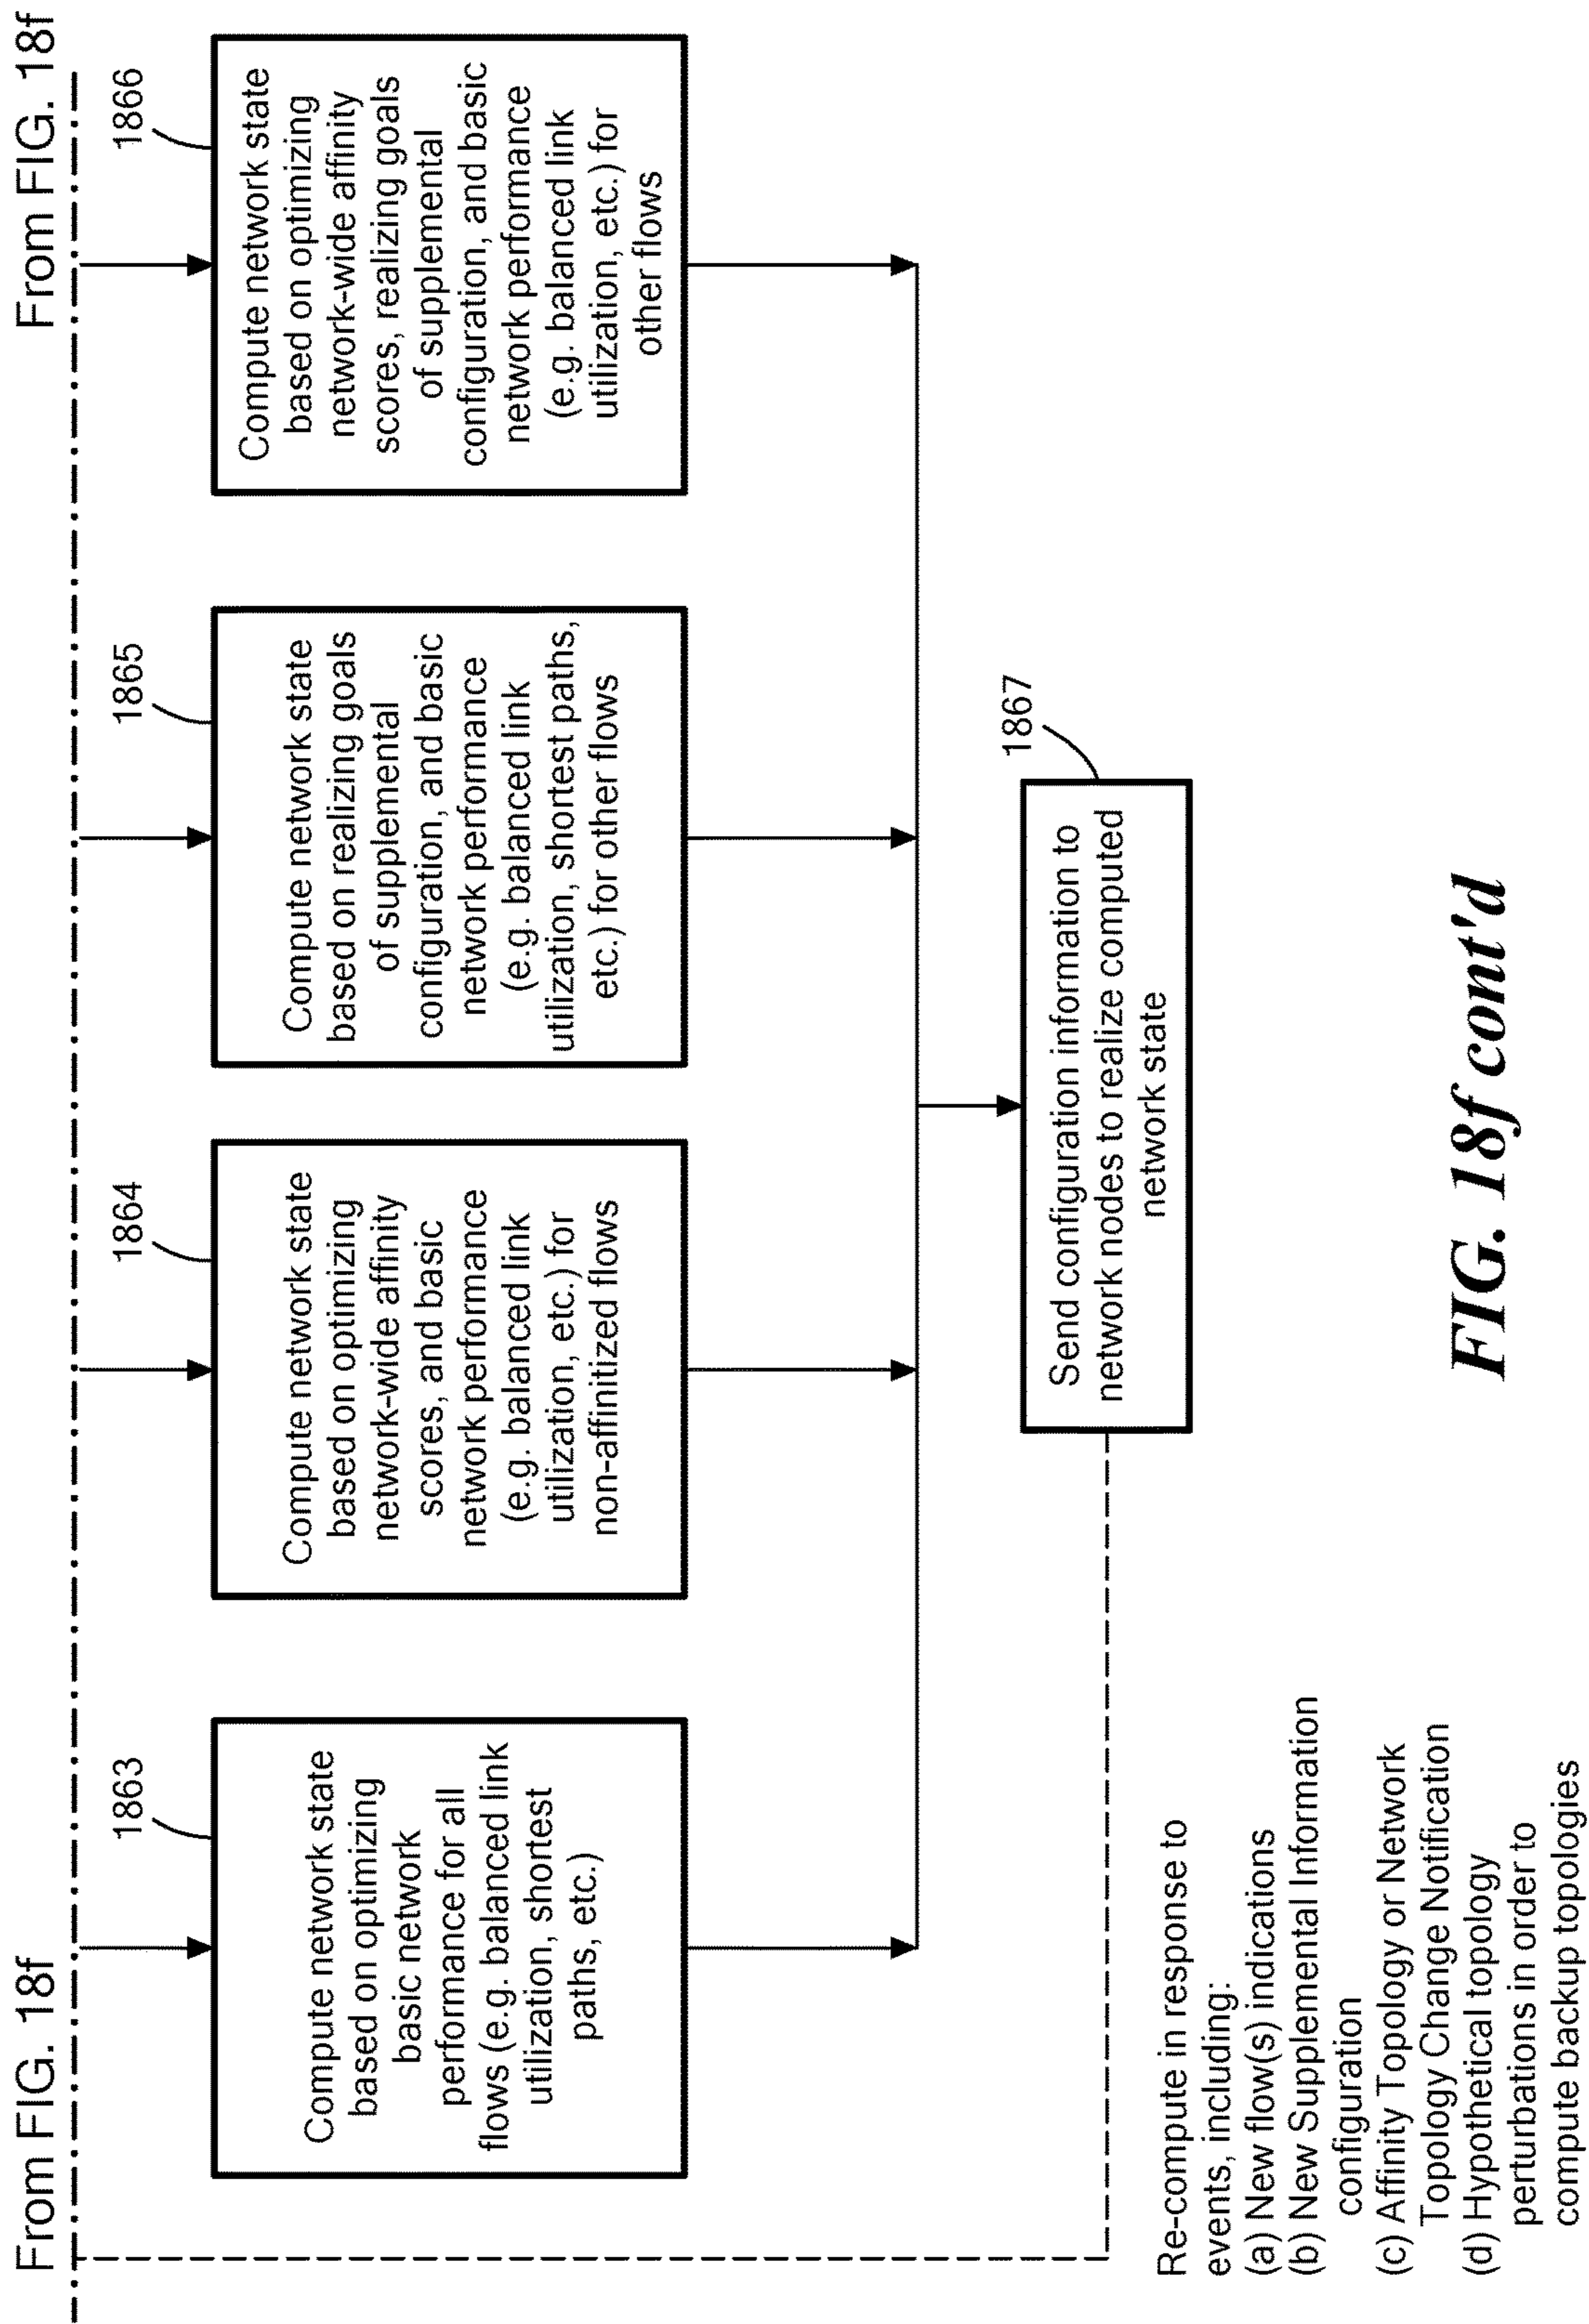 From FIG. 18f
From FIG. 18f
1863
Compute network state
based on optimizing
basic network
performance for all
flows (e.g. balanced link
utilization, shortest
paths, etc.)
1864
Compute network state
based on optimizing
network-wide affinity
scores, and basic
network performance
(e.g. balanced link
utilization, etc.) for
non-affinitized flows
1865
Compute network state
based on realizing goals
of supplemental
configuration, and basic
network performance
(e.g. balanced link
utilization, shortest paths,
etc.) for other flows
1866
Compute network state
based on optimizing
network-wide affinity
scores, realizing goals
of supplemental
configuration, and basic
network performance
(e.g. balanced link
utilization, etc.) for
other flows
1867
Send configuration information to
network nodes to realize computed
network state
Re-compute in response to
events, including:
(a) New flow(s) indications
(b) New Supplemental Information
configuration
(c) Affinity Topology or Network
Topology Change Notification
(d) Hypothetical topology
perturbations in order to
compute backup topologies
FIG. 18f cont'd